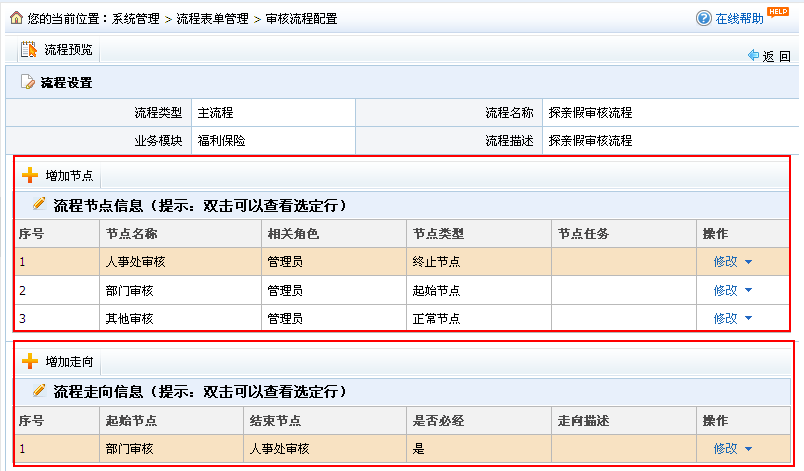 您的当前位置：系统管理 > 流程表单管理 > 审核流程配置 在线帮助 HELP
流程预览 返 回
流程设置
流程类型 主流程 流程名称 探亲假审核流程
业务模块 福利保险 流程描述 探亲假审核流程
增加节点
流程节点信息（提示：双击可以查看选定行）
序号 节点名称 相关角色 节点类型 节点任务 操作
1 人事处审核 管理员 终止节点 修改
2 部门审核 管理员 起始节点 修改
3 其他审核 管理员 正常节点 修改
增加走向
流程走向信息（提示：双击可以查看选定行）
序号 起始节点 结束节点 是否必经 走向描述 操作
1 部门审核 人事处审核 是 修改